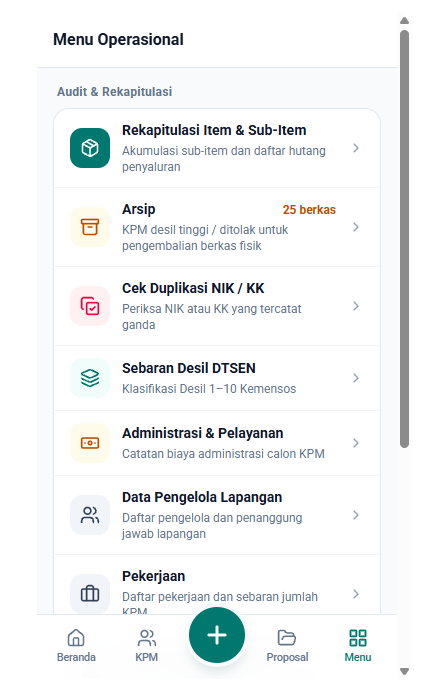 Menu Operasional
Audit & Rekapitulasi
Rekapitulasi Item & Sub-Item
Akumulasi sub-item dan daftar hutang
penyaluran
Arsip
25 berkas
KPM desil tinggi / ditolak untuk
pengembalian berkas fisik
Cek Duplikasi NIK / KK
Periksa NIK atau KK yang tercatat
ganda
Sebaran Desil DTSEN
Klasifikasi Desil 1–10 Kemensos
Administrasi & Pelayanan
Catatan biaya administrasi calon KPM
Data Pengelola Lapangan
Daftar pengelola dan penanggung
jawab lapangan
Pekerjaan
Daftar pekerjaan dan sebaran jumlah
KPM
Beranda
KPM
Proposal
Menu